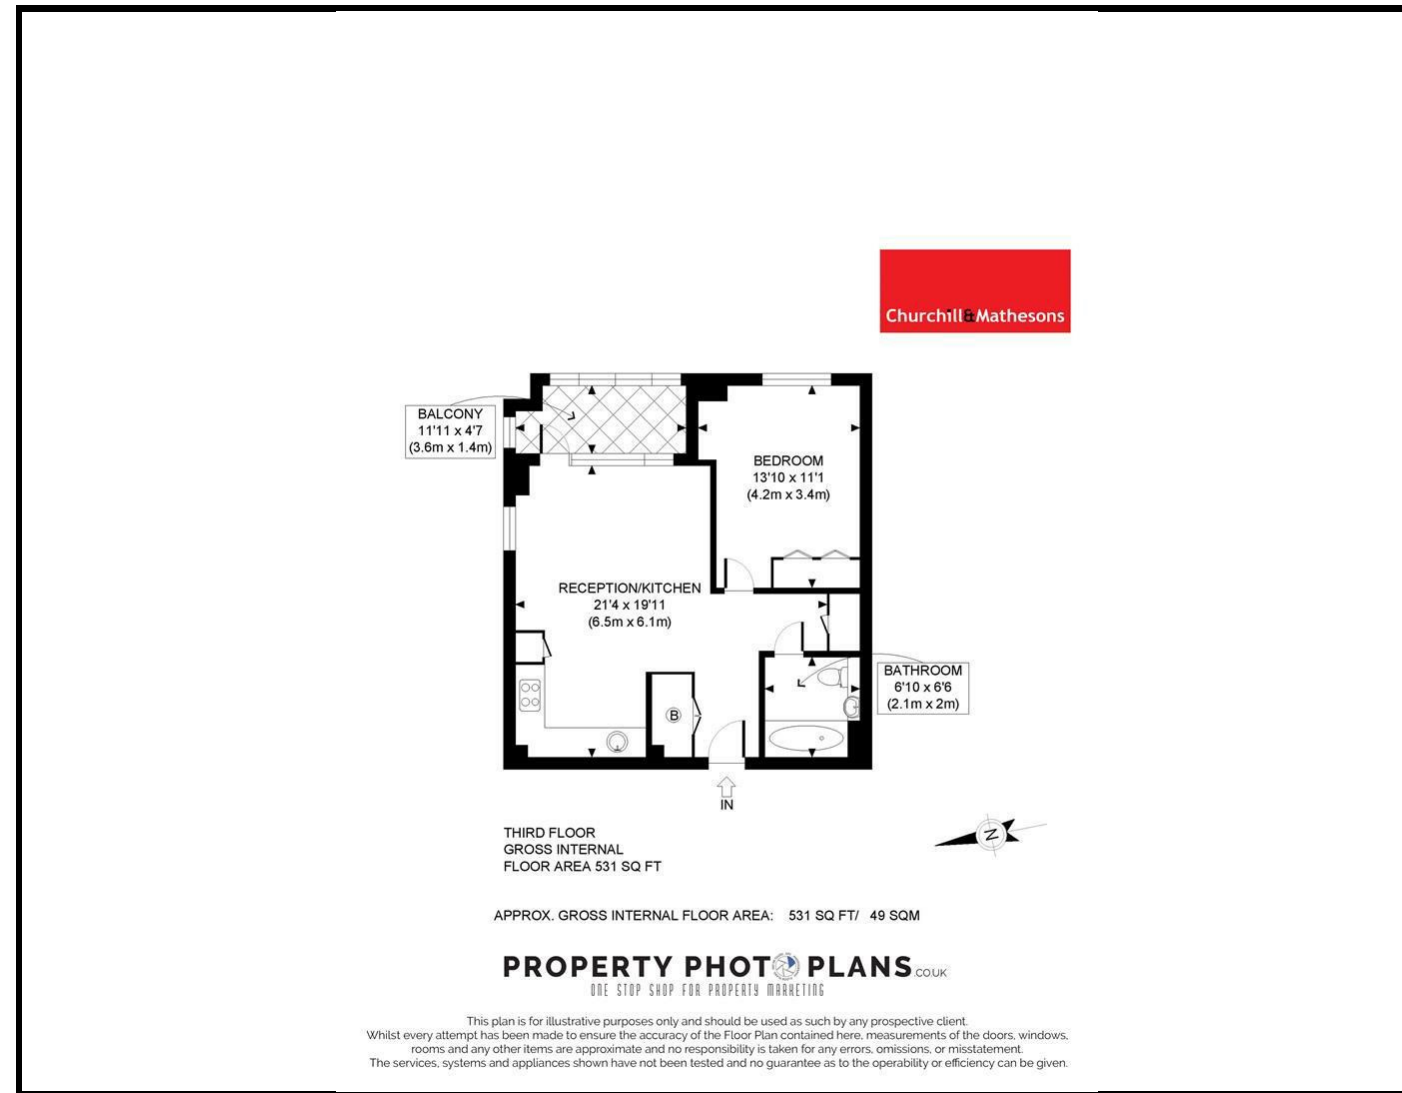 Churchill&Mathesons
BALCONY
11'11 x 4'7
(3.6m x 1.4m)
BEDROOM
13'10 x 11'1
(4.2m x 3.4m)
RECEPTION/KITCHEN
21'4 x 19'11
(6.5m x 6.1m)
BATHROOM
6'10 x 6'6
(2.1m x 2m)
B
IN
N
THIRD FLOOR
GROSS INTERNAL
FLOOR AREA 531 SQ FT
APPROX. GROSS INTERNAL FLOOR AREA: 531 SQ FT/ 49 SQM
PROPERTY PHOTO PLANS.CO.UK
ONE STOP SHOP FOR PROPERTY MARKETING
This plan is for illustrative purposes only and should be used as such by any prospective client.
Whilst every attempt has been made to ensure the accuracy of the Floor Plan contained here, measurements of the doors, windows,
rooms and any other items are approximate and no responsibility is taken for any errors, omissions, or misstatement.
The services, systems and appliances shown have not been tested and no guarantee as to the operability or efficiency can be given.